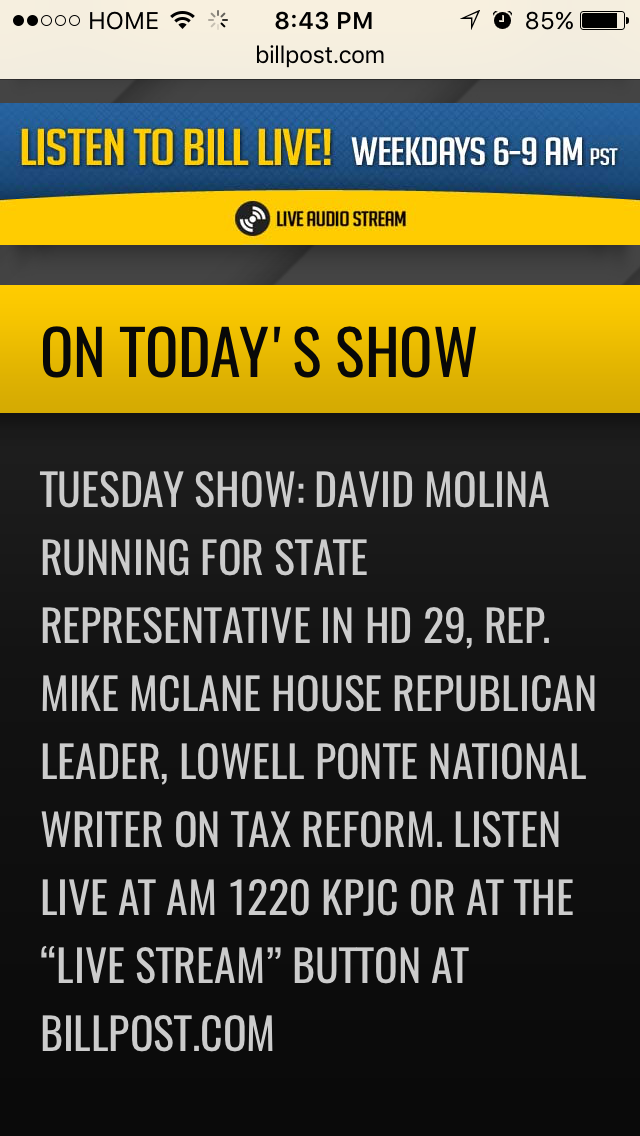 HOME 8:43 PM 85%
billpost.com
LISTEN TO BILL LIVE! WEEKDAYS 6-9 AM PST
LIVE AUDIO STREAM
ON TODAY'S SHOW
TUESDAY SHOW: DAVID MOLINA
RUNNING FOR STATE
REPRESENTATIVE IN HD 29, REP.
MIKE MCLANE HOUSE REPUBLICAN
LEADER, LOWELL PONTE NATIONAL
WRITER ON TAX REFORM. LISTEN
LIVE AT AM 1220 KPJC OR AT THE
“LIVE STREAM” BUTTON AT
BILLPOST.COM